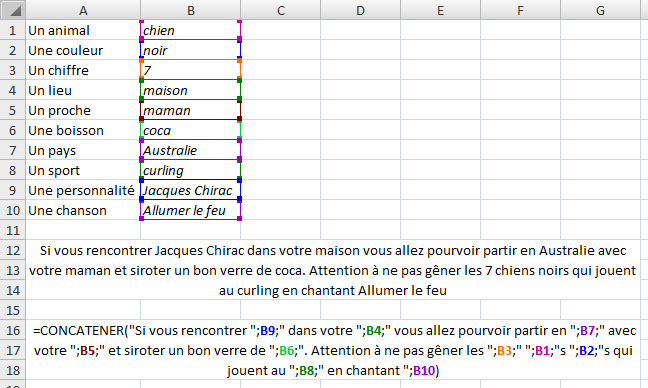 A B C D E F G
1 Un animal chien
2 Une couleur noir
3 Un chiffre 7
4 Un lieu maison
5 Un proche maman
6 Une boisson coca
7 Un pays Australie
8 Un sport curling
9 Une personnalité Jacques Chirac
10 Une chanson Allumer le feu
11
12 Si vous rencontrer Jacques Chirac dans votre maison vous allez pourvoir partir en Australie avec
13 votre maman et siroter un bon verre de coca. Attention à ne pas gêner les 7 chiens noirs qui jouent
14 au curling en chantant Allumer le feu
15
16 =CONCATENER("Si vous rencontrer ";B9;" dans votre ";B4;" vous allez pourvoir partir en ";B7;" avec
17 votre ";B5;" et siroter un bon verre de ";B6;". Attention à ne pas gêner les ";B3;" ";B1;"s ";B2;"s qui
18 jouent au ";B8;" en chantant ";B10)